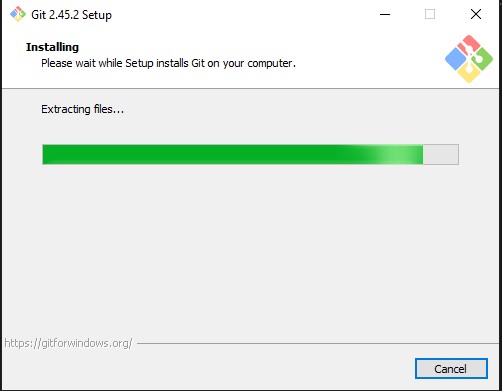 Git 2.45.2 Setup
Installing
Please wait while Setup installs Git on your computer.
Extracting files...
https://gitforwindows.org/
Cancel